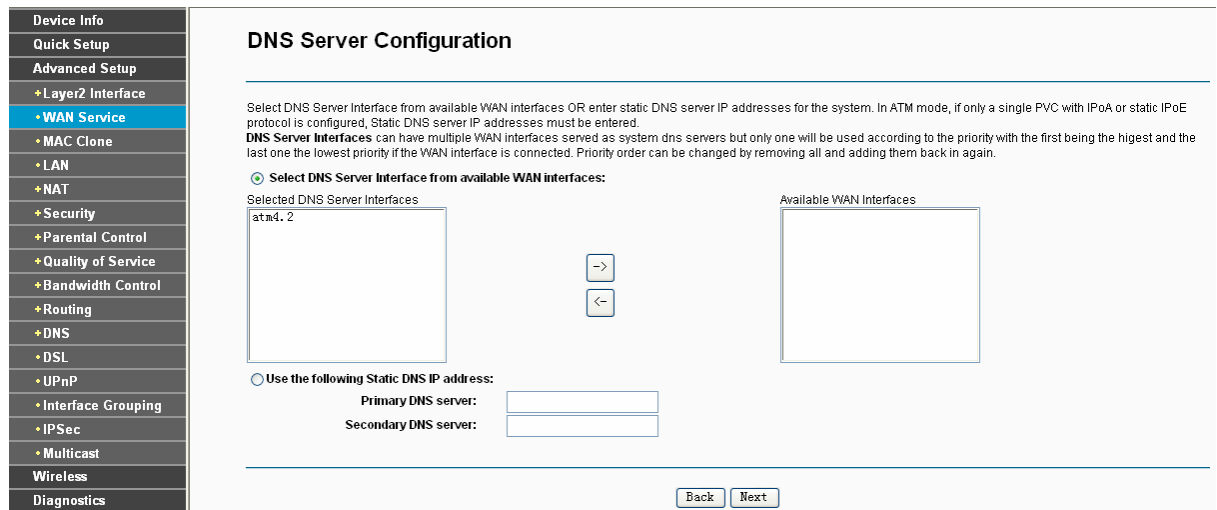 Device Info
Quick Setup
Advanced Setup
+Layer2 Interface
•WAN Service
•MAC Clone
•LAN
+NAT
+Security
+Parental Control
+Quality of Service
+Bandwidth Control
+Routing
+DNS
•DSL
•UPnP
•Interface Grouping
•IPSec
•Multicast
Wireless
Diagnostics
DNS Server Configuration
Select DNS Server Interface from available WAN interfaces OR enter static DNS server IP addresses for the system. In ATM mode, if only a single PVC with IPoA or static IPoE
protocol is configured, Static DNS server IP addresses must be entered.
DNS Server Interfaces can have multiple WAN interfaces served as system dns servers but only one will be used according to the priority with the first being the higest and the
last one the lowest priority if the WAN interface is connected. Priority order can be changed by removing all and adding them back in again.
Select DNS Server Interface from available WAN interfaces:
Selected DNS Server Interfaces
atm4.2
->
<-
Available WAN Interfaces
Use the following Static DNS IP address:
Primary DNS server:
Secondary DNS server:
Back Next